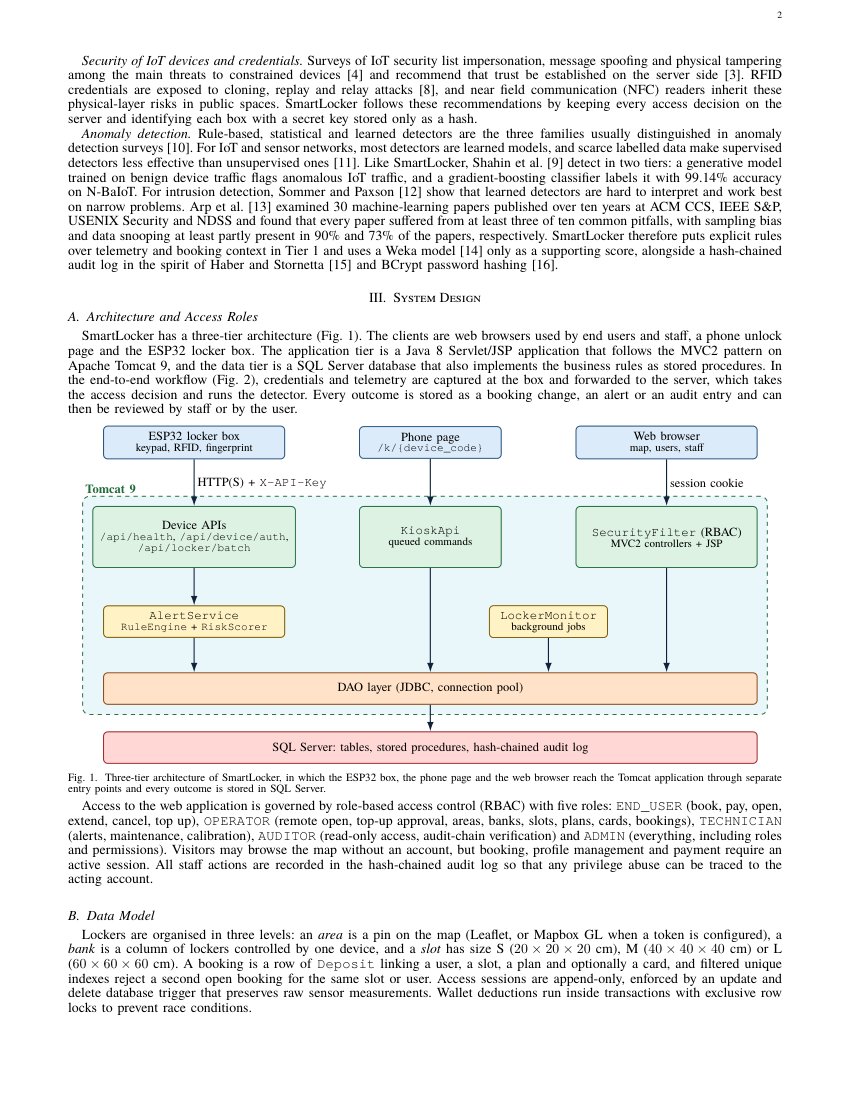 2
Security of IoT devices and credentials. Surveys of IoT security list impersonation, message spoofing and physical tampering
among the main threats to constrained devices [4] and recommend that trust be established on the server side [3]. RFID
credentials are exposed to cloning, replay and relay attacks [8], and near field communication (NFC) readers inherit these
physical-layer risks in public spaces. SmartLocker follows these recommendations by keeping every access decision on the
server and identifying each box with a secret key stored only as a hash.
Anomaly detection. Rule-based, statistical and learned detectors are the three families usually distinguished in anomaly
detection surveys [10]. For IoT and sensor networks, most detectors are learned models, and scarce labelled data make supervised
detectors less effective than unsupervised ones [11]. Like SmartLocker, Shahin et al. [9] detect in two tiers: a generative model
trained on benign device traffic flags anomalous IoT traffic, and a gradient-boosting classifier labels it with 99.14% accuracy
on N-BaIoT. For intrusion detection, Sommer and Paxson [12] show that learned detectors are hard to interpret and work best
on narrow problems. Arp et al. [13] examined 30 machine-learning papers published over ten years at ACM CCS, IEEE S&P,
USENIX Security and NDSS and found that every paper suffered from at least three of ten common pitfalls, with sampling bias
and data snooping at least partly present in 90% and 73% of the papers, respectively. SmartLocker therefore puts explicit rules
over telemetry and booking context in Tier 1 and uses a Weka model [14] only as a supporting score, alongside a hash-chained
audit log in the spirit of Haber and Stornetta [15] and BCrypt password hashing [16].
III. System Design
A. Architecture and Access Roles
SmartLocker has a three-tier architecture (Fig. 1). The clients are web browsers used by end users and staff, a phone unlock
page and the ESP32 locker box. The application tier is a Java 8 Servlet/JSP application that follows the MVC2 pattern on
Apache Tomcat 9, and the data tier is a SQL Server database that also implements the business rules as stored procedures. In
the end-to-end workflow (Fig. 2), credentials and telemetry are captured at the box and forwarded to the server, which takes
the access decision and runs the detector. Every outcome is stored as a booking change, an alert or an audit entry and can
then be reviewed by staff or by the user.
ESP32 locker box
keypad, RFID, fingerprint
Phone page
/k/{device_code}
Web browser
map, users, staff
HTTP(S) + X-API-Key
session cookie
Tomcat 9
Device APIs
/api/health, /api/device/auth,
/api/locker/batch
KioskApi
queued commands
SecurityFilter (RBAC)
MVC2 controllers + JSP
AlertService
RuleEngine + RiskScorer
LockerMonitor
background jobs
DAO layer (JDBC, connection pool)
SQL Server: tables, stored procedures, hash-chained audit log
Fig. 1. Three-tier architecture of SmartLocker, in which the ESP32 box, the phone page and the web browser reach the Tomcat application through separate
entry points and every outcome is stored in SQL Server.
Access to the web application is governed by role-based access control (RBAC) with five roles: END_USER (book, pay, open,
extend, cancel, top up), OPERATOR (remote open, top-up approval, areas, banks, slots, plans, cards, bookings), TECHNICIAN
(alerts, maintenance, calibration), AUDITOR (read-only access, audit-chain verification) and ADMIN (everything, including roles
and permissions). Visitors may browse the map without an account, but booking, profile management and payment require an
active session. All staff actions are recorded in the hash-chained audit log so that any privilege abuse can be traced to the
acting account.
B. Data Model
Lockers are organised in three levels: an area is a pin on the map (Leaflet, or Mapbox GL when a token is configured), a
bank is a column of lockers controlled by one device, and a slot has size S (20 × 20 × 20 cm), M (40 × 40 × 40 cm) or L
(60 × 60 × 60 cm). A booking is a row of Deposit linking a user, a slot, a plan and optionally a card, and filtered unique
indexes reject a second open booking for the same slot or user. Access sessions are append-only, enforced by an update and
delete database trigger that preserves raw sensor measurements. Wallet deductions run inside transactions with exclusive row
locks to prevent race conditions.